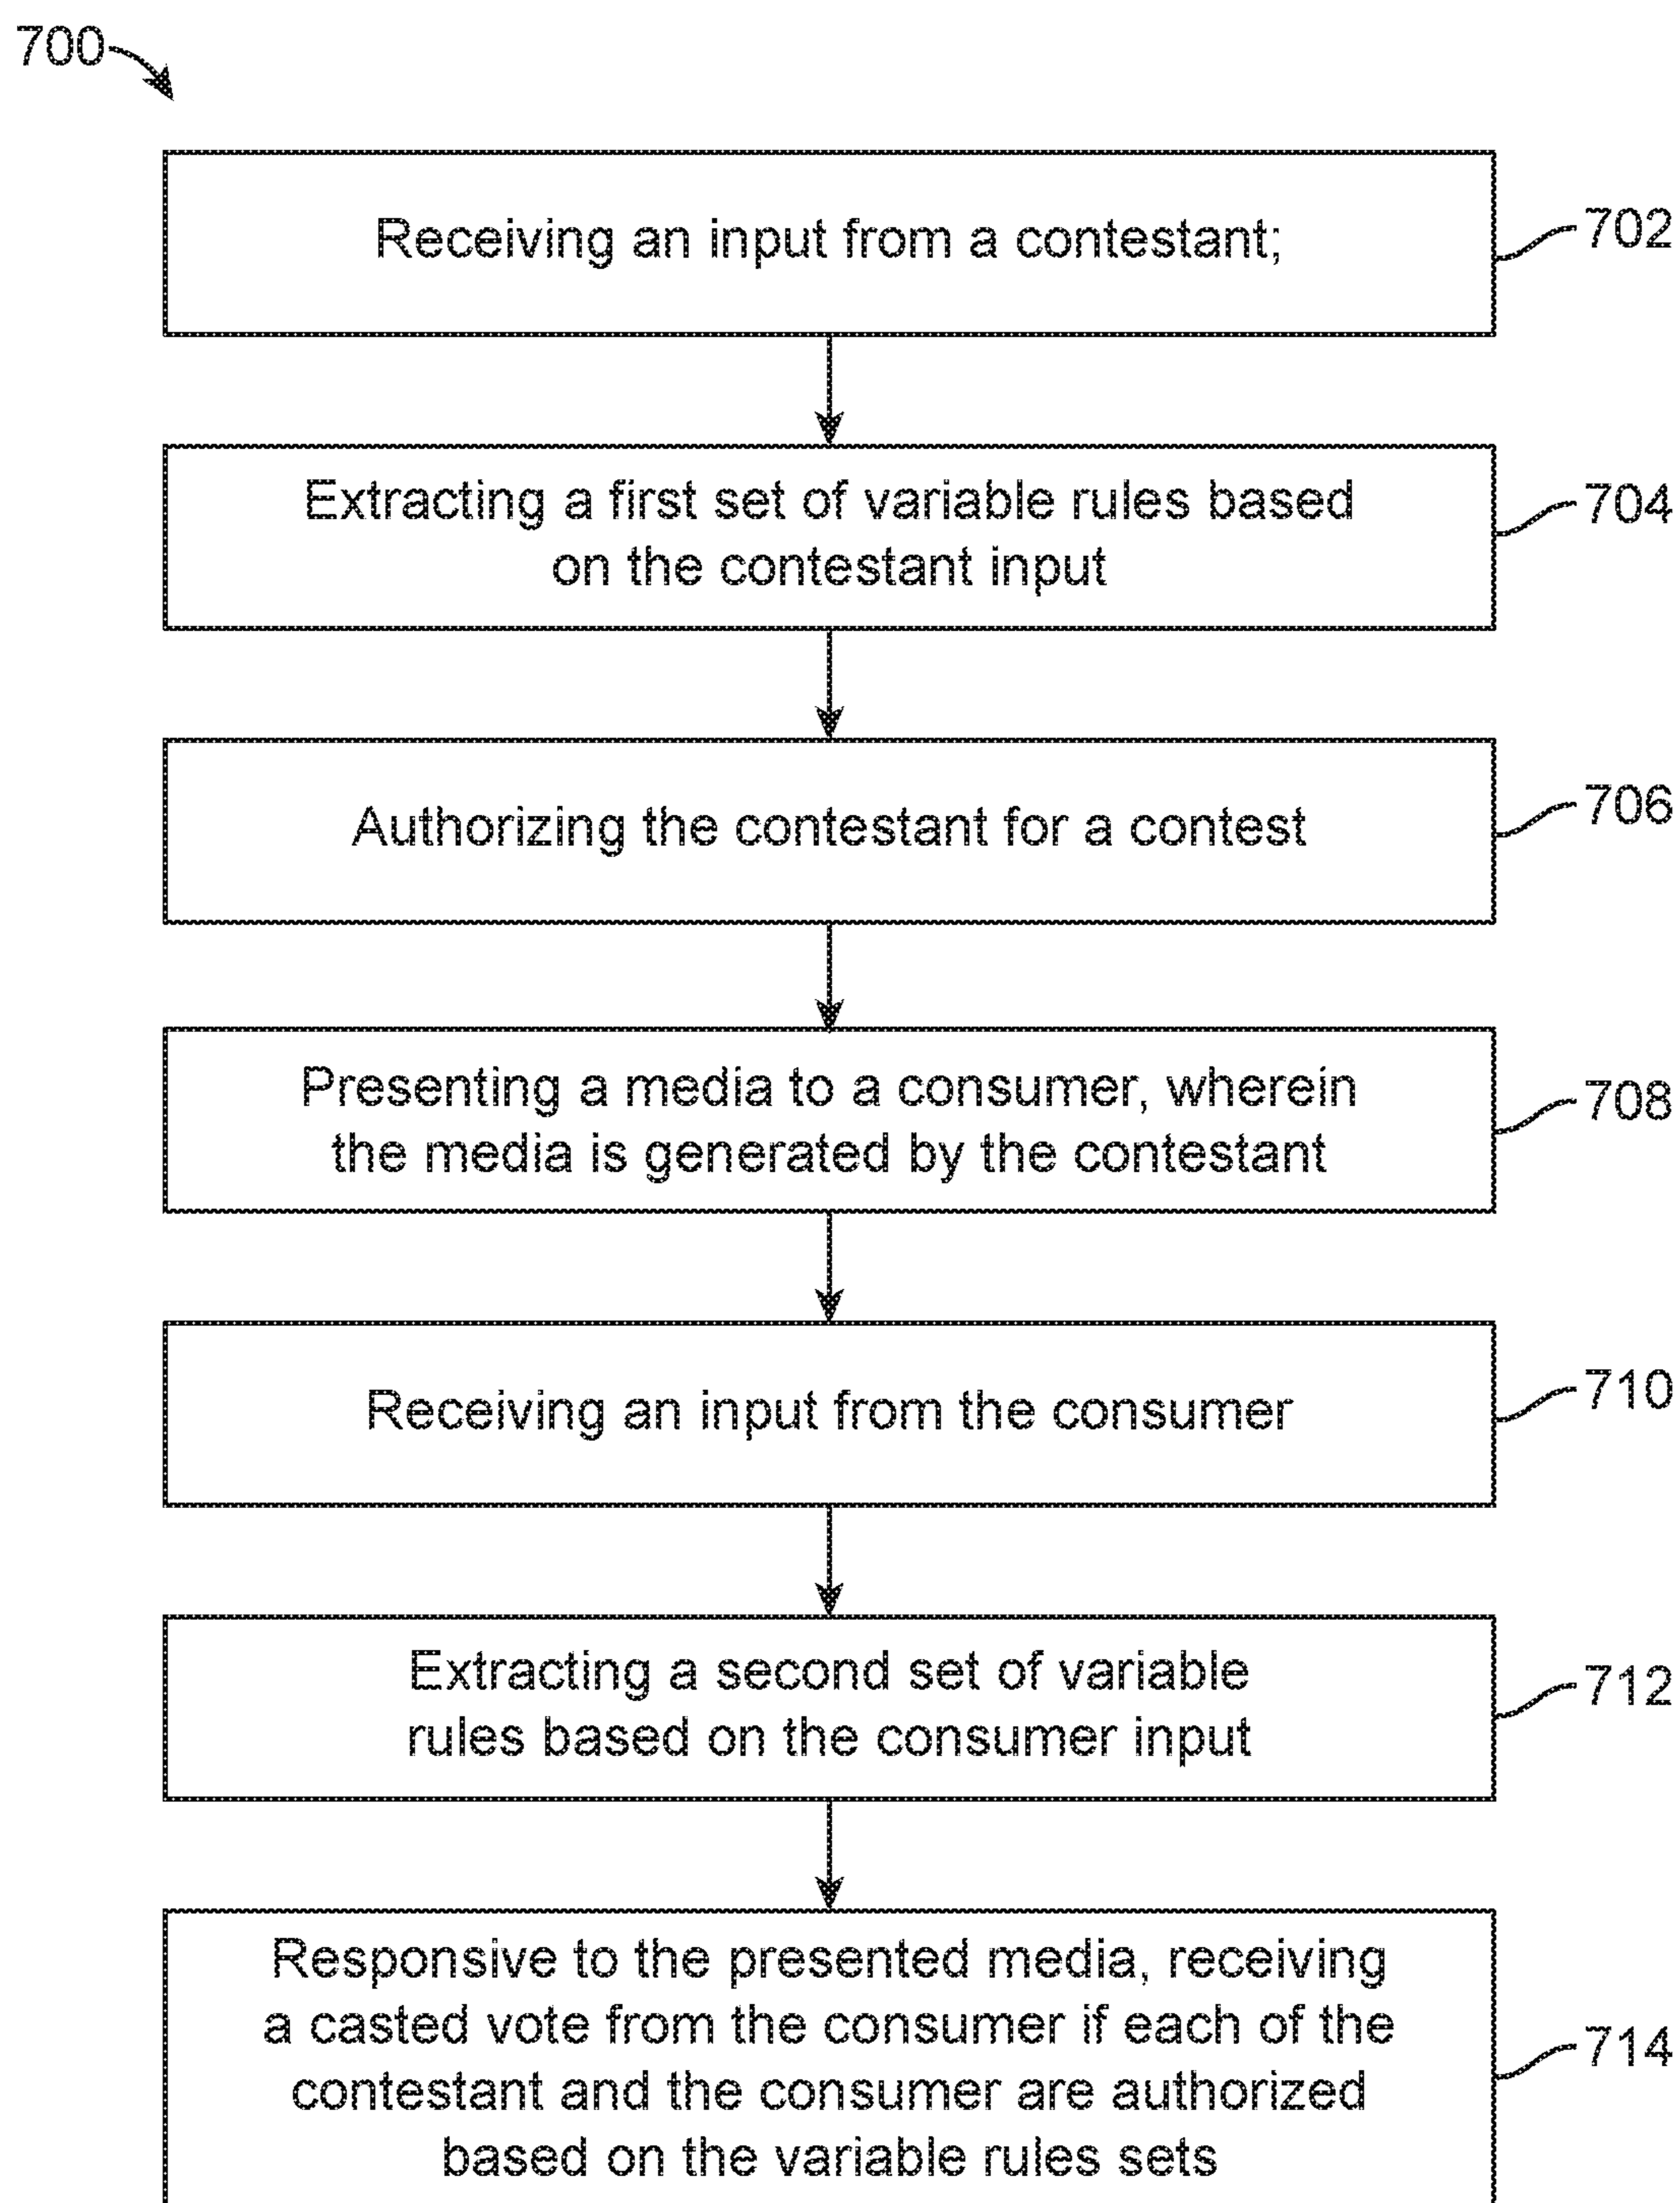 700
Receiving an input from a contestant;
702
Extracting a first set of variable rules based
on the contestant input
704
Authorizing the contestant for a contest
706
Presenting a media to a consumer, wherein
the media is generated by the contestant
708
Receiving an input from the consumer
710
Extracting a second set of variable
rules based on the consumer input
712
Responsive to the presented media, receiving
a casted vote from the consumer if each of the
contestant and the consumer are authorized
based on the variable rules sets
714